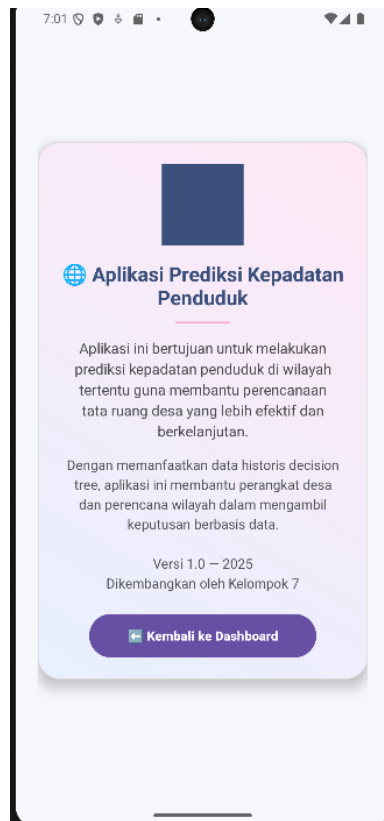 7:01
🌐 Aplikasi Prediksi Kepadatan
Penduduk
Aplikasi ini bertujuan untuk melakukan
prediksi kepadatan penduduk di wilayah
tertentu guna membantu perencanaan
tata ruang desa yang lebih efektif dan
berkelanjutan.
Dengan memanfaatkan data historis decision
tree, aplikasi ini membantu perangkat desa
dan perencana wilayah dalam mengambil
keputusan berbasis data.
Versi 1.0 — 2025
Dikembangkan oleh Kelompok 7
⬅️ Kembali ke Dashboard